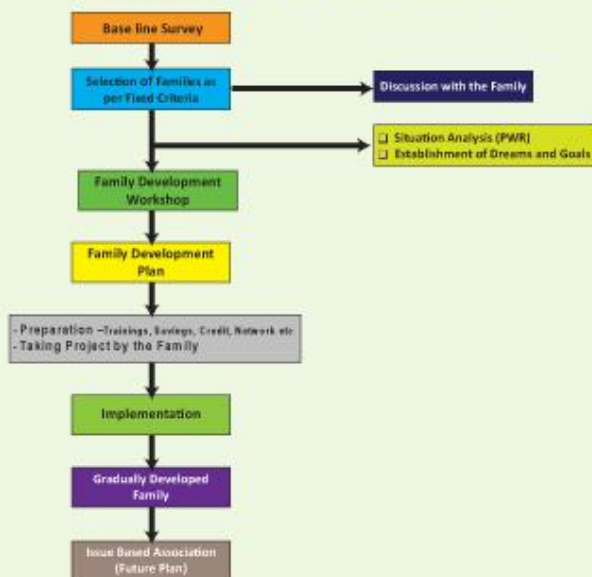 Base line Survey
Selection of Families as
per Fixed Criteria
Discussion with the Family
❑ Situation Analysis (PWR)
❑ Establishment of Dreams and Goals
Family Development
Workshop
Family Development
Plan
- Preparation –Trainings, Savings, Credit, Network etc
- Taking Project by the Family
Implementation
Gradually Developed
Family
Issue Based Association
(Future Plan)